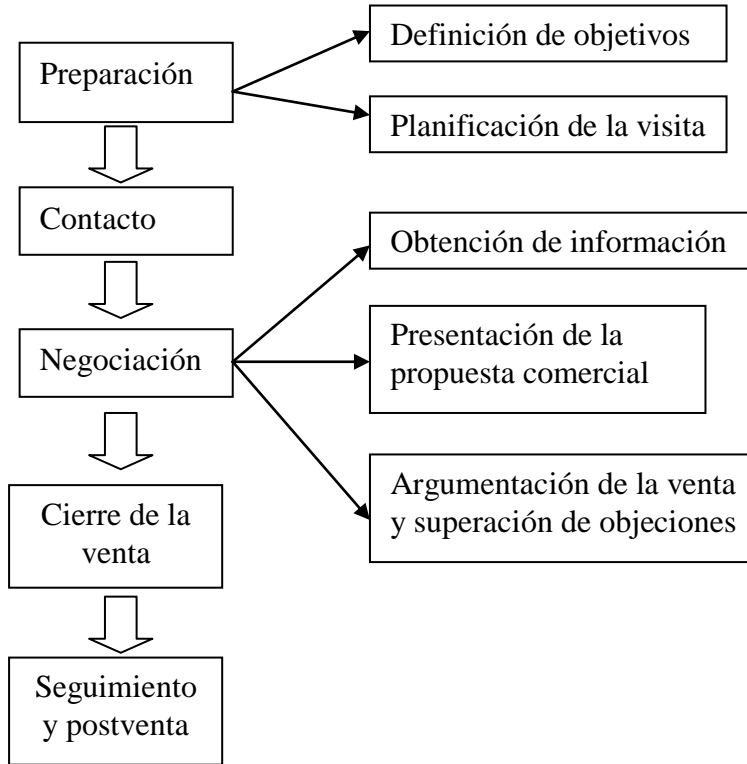 Preparación
Definición de objetivos
Planificación de la visita
Contacto
Negociación
Obtención de información
Presentación de la
propuesta comercial
Argumentación de la venta
y superación de objeciones
Cierre de la
venta
Seguimiento
y postventa